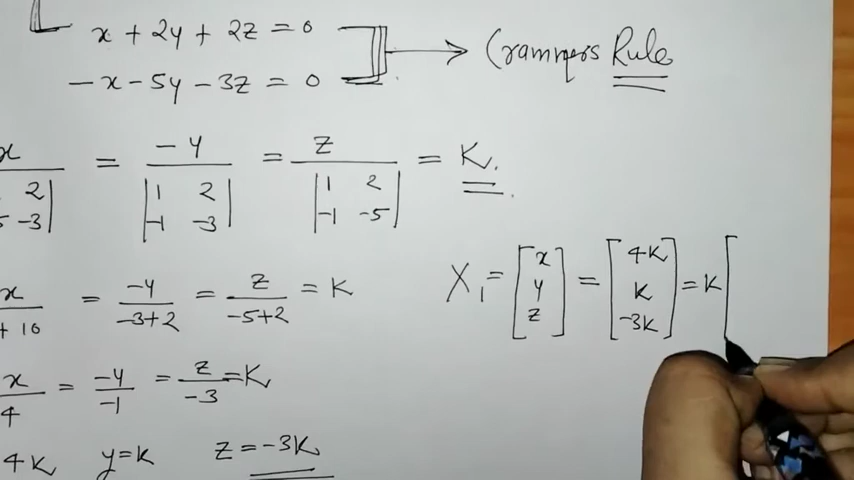 x + 2y + 2z = 0
-x - 5y - 3z = 0
Crammers Rule
x / |2 -3| = -y / |1 2 -1 -3| = z / |1 2 -1 -5| = K.
x / + 10 = -y / -3+2 = z / -5+2 = K
x / 4 = -y / -1 = z / -3 = K
4K y = K z = -3K
X₁ = [x y z] = [4K K -3K] = K [